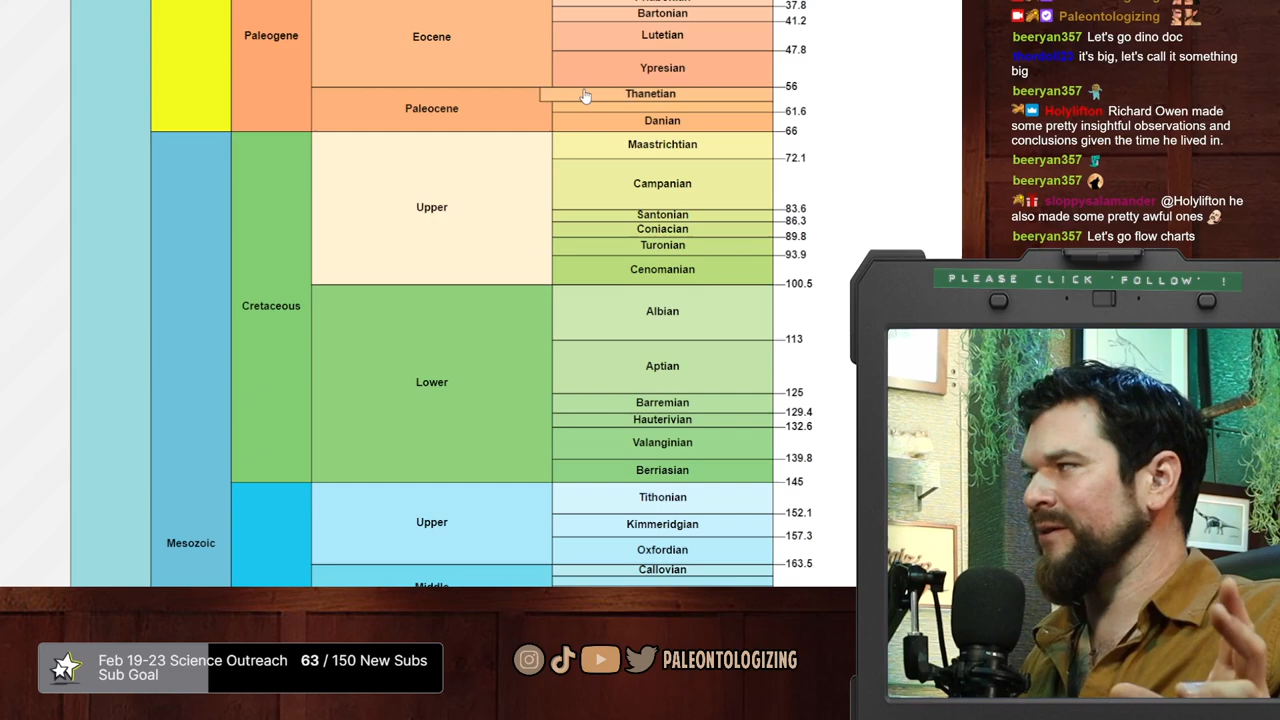 37.8
Bartonian
41.2
Paleogene
Eocene
Lutetian
47.8
Ypresian
56
Thanetian
Paleocene
61.6
Danian
66
Maastrichtian
72.1
Campanian
Upper
83.6
Santonian
86.3
Coniacian
89.8
Turonian
93.9
Cenomanian
100.5
Cretaceous
Albian
113
Aptian
Lower
125
Barremian
129.4
Hauterivian
132.6
Valanginian
139.8
Berriasian
145
Tithonian
152.1
Upper
Kimmeridgian
157.3
Mesozoic
Oxfordian
163.5
Callovian
Middle
Paleontologizing
beeryan357 Let's go dino doc
it's big, let's call it something
big
beeryan357
Holylifton Richard Owen made
some pretty insightful observations and
conclusions given the time he lived in.
beeryan357
beeryan357
sloppysalamander @Holylifton he
also made some pretty awful ones
beeryan357 Let's go flow charts
PLEASE CLICK 'FOLLOW' !
Feb 19-23 Science Outreach 63 / 150 New Subs
Sub Goal
PALEONTOLOGIZING